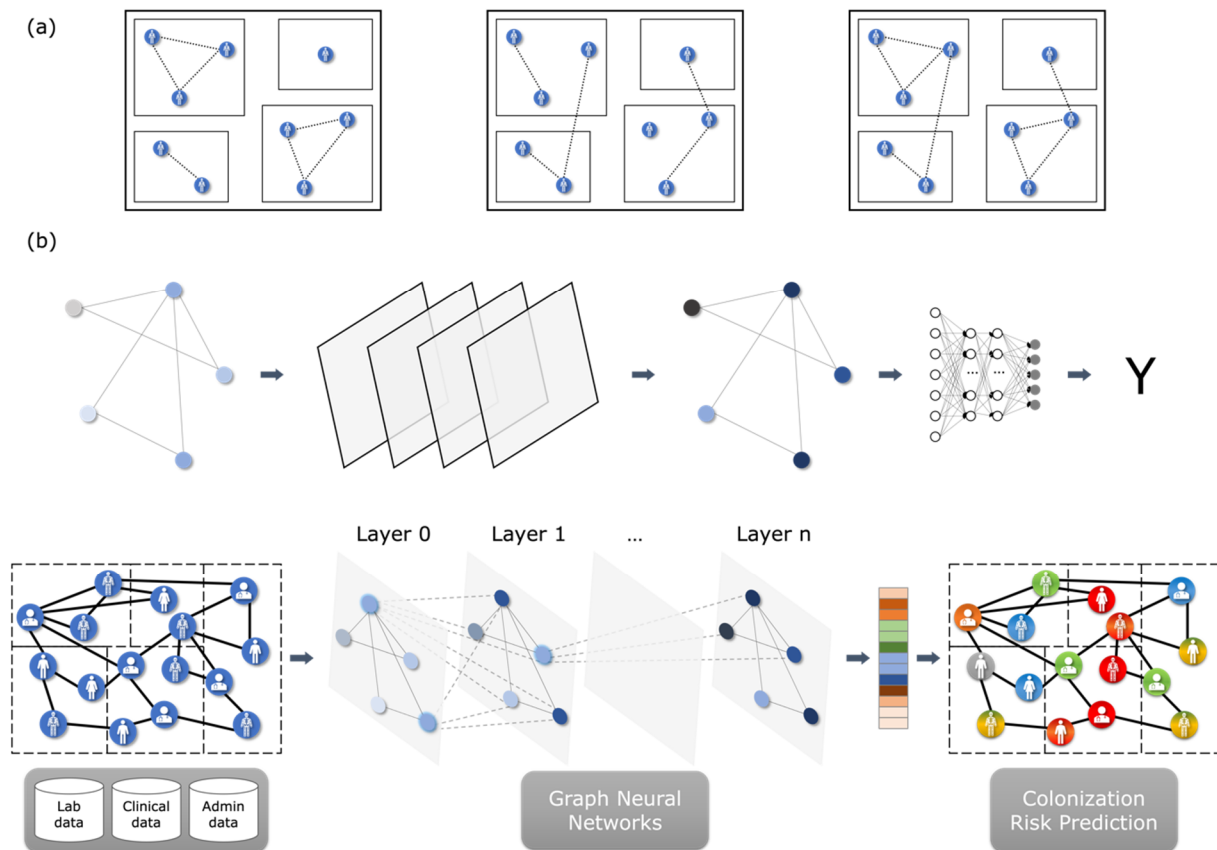 (a)
(b)
...
...
Y
Layer 0
Layer 1
...
Layer n
Lab
data
Clinical
data
Admin
data
Graph Neural
Networks
Colonization
Risk Prediction